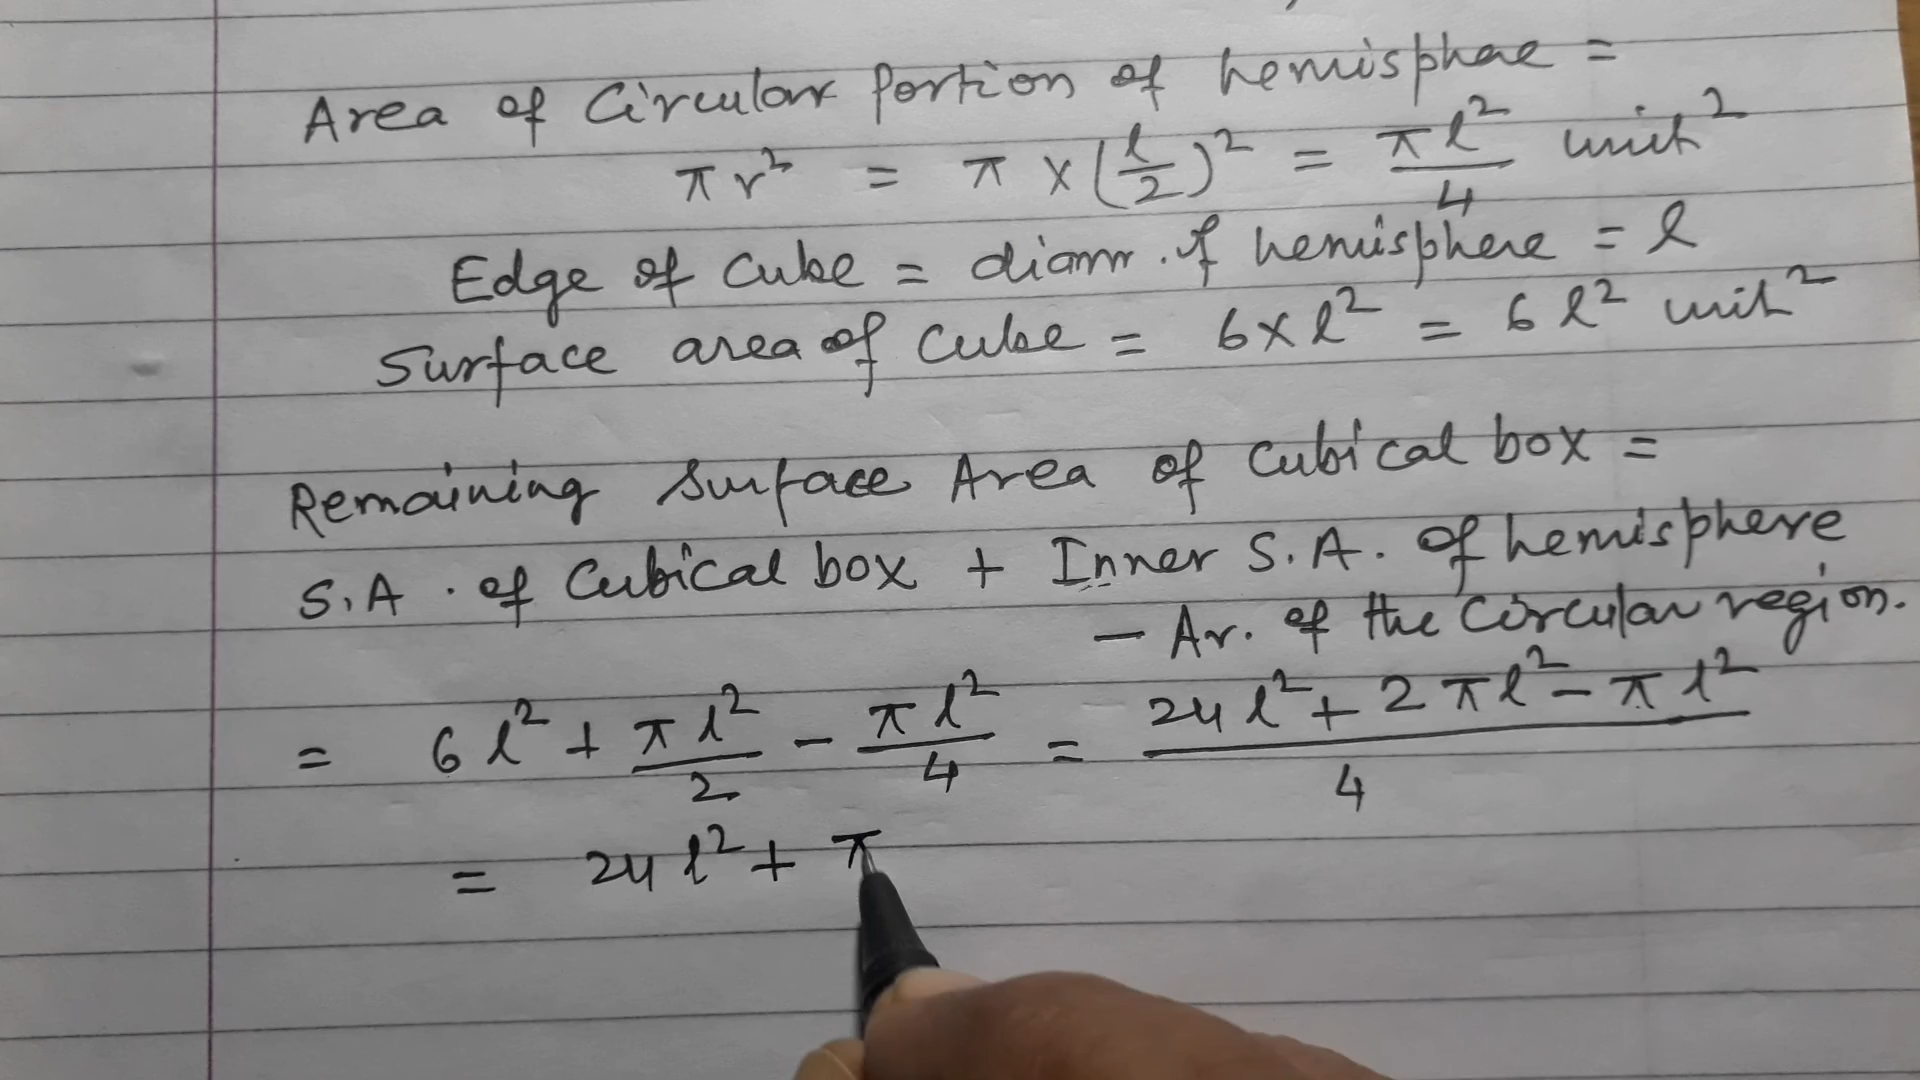 Area of Circular Portion of hemisphae =
πr² = π × (l/2)² = πl²/4 unit²
Edge of Cube = diam. of hemisphere = l
Surface area of Cube = 6×l² = 6l² unit²
Remaining Surface Area of Cubical box =
S.A. of Cubical box + Inner S.A. of hemisphere
— Ar. of the Circular region.
= 6l² + πl²/2 - πl²/4 = 24l² + 2πl² - πl²/4
= 24l² + π